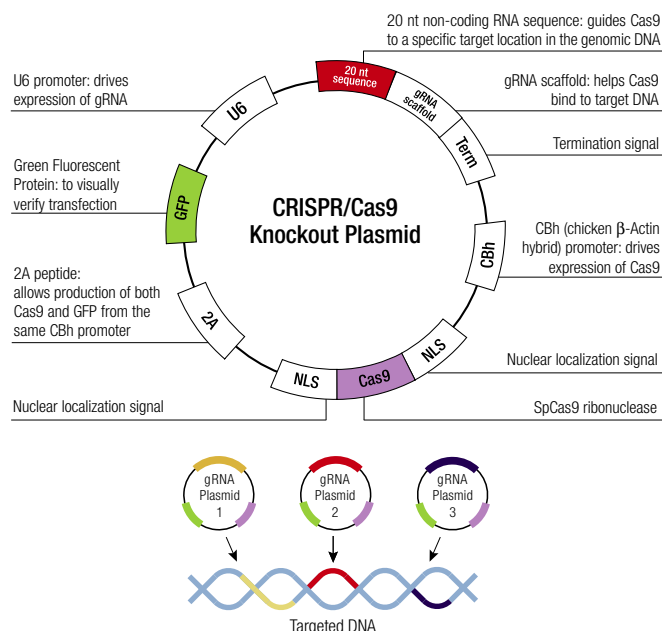 20 nt non-coding RNA sequence: guides Cas9
to a specific target location in the genomic DNA
20 nt
sequence
U6 promoter: drives
expression of gRNA
U6
gRNA
scaffold
gRNA scaffold: helps Cas9
bind to target DNA
Term
Termination signal
Green Fluorescent
Protein: to visually
verify transfection
GFP
CRISPR/Cas9
Knockout Plasmid
CBh
CBh (chicken β-Actin
hybrid) promoter: drives
expression of Cas9
2A peptide:
allows production of both
Cas9 and GFP from the
same CBh promoter
2A
NLS
Cas9
NLS
Nuclear localization signal
Nuclear localization signal
SpCas9 ribonuclease
gRNA
Plasmid
1
gRNA
Plasmid
2
gRNA
Plasmid
3
Targeted DNA